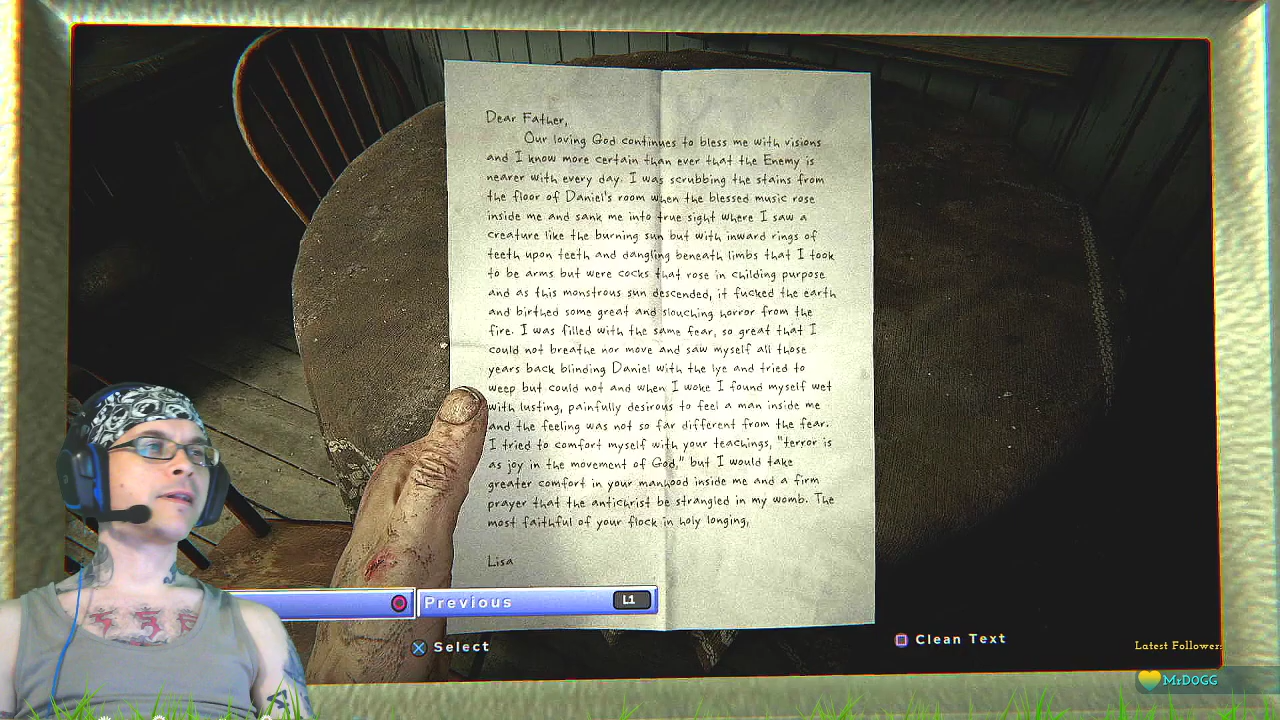 Dear Father,
Our loving God continues to bless me with visions
and I know more certain than ever that the Enemy is
nearer with every day. I was scrubbing the stains from
the floor of Daniel's room when the blessed music rose
inside me and sank me into true sight where I saw a
creature like the burning sun but with inward rings of
teeth upon teeth and dangling beneath limbs that I took
to be arms but were cocks that rose in childing purpose
and as this monstrous sun descended, it fucked the earth
and birthed some great and slouching horror from the
fire. I was filled with the same fear, so great that I
could not breathe nor move and saw myself all those
years back blinding Daniel with the lye and tried to
weep but could not and when I woke I found myself wet
with lusting, painfully desirous to feel a man inside me
and the feeling was not so far different from the fear.
I tried to comfort myself with your teachings, "terror is
as joy in the movement of God," but I would take
greater comfort in your manhood inside me and a firm
prayer that the antichrist be strangled in my womb. The
most faithful of your flock in holy longing,
Lisa
Previous L1
Select
Clean Text
Latest Follower:
MrDOGG